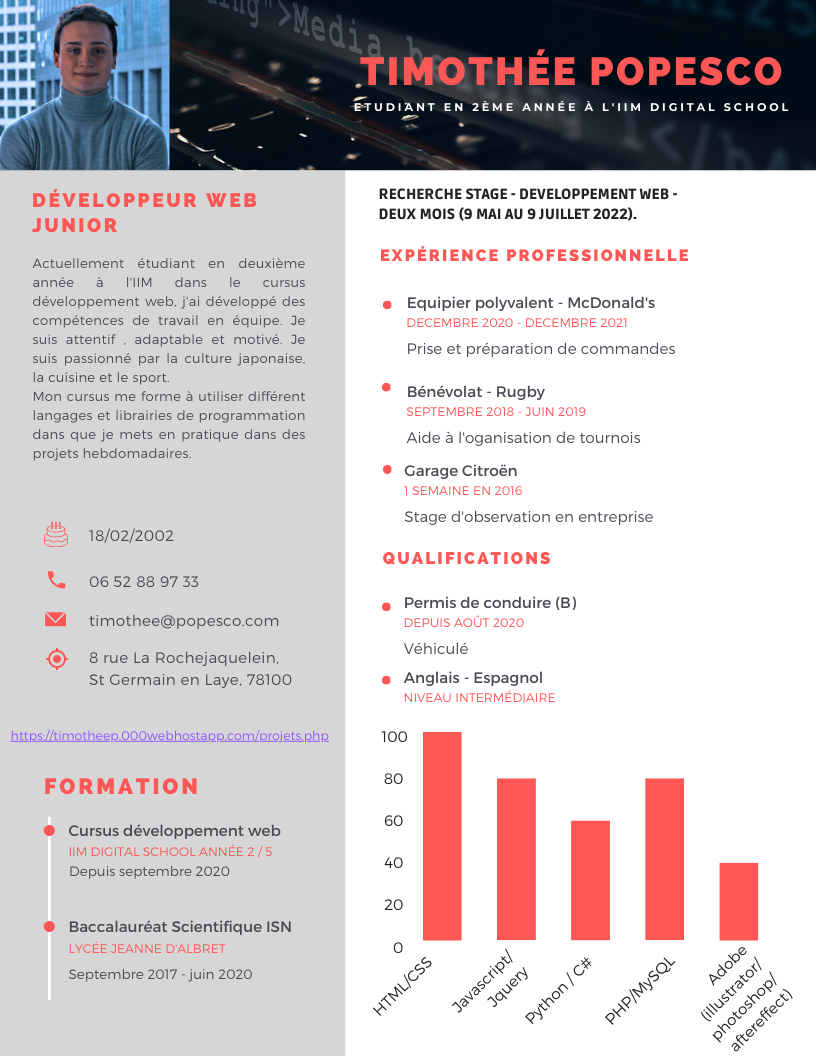 ing">Media bo
TIMOTHÉE POPESCO
ETUDIANT EN 2ÈME ANNÉE À L'IIM DIGITAL SCHOOL
DÉVELOPPEUR WEB
JUNIOR
Actuellement étudiant en deuxième
année à l'IIM dans le cursus
développement web, j'ai développé des
compétences de travail en équipe. Je
suis attentif , adaptable et motivé. Je
suis passionné par la culture japonaise,
la cuisine et le sport.
Mon cursus me forme à utiliser différent
langages et librairies de programmation
dans que je mets en pratique dans des
projets hebdomadaires.
18/02/2002
06 52 88 97 33
timothee@popesco.com
8 rue La Rochejaquelein,
St Germain en Laye, 78100
https://timotheep.000webhostapp.com/projets.php
FORMATION
Cursus développement web
IIM DIGITAL SCHOOL ANNÉE 2 / 5
Depuis septembre 2020
Baccalauréat Scientifique ISN
LYCÉE JEANNE D'ALBRET
Septembre 2017 - juin 2020
RECHERCHE STAGE - DEVELOPPEMENT WEB -
DEUX MOIS (9 MAI AU 9 JUILLET 2022).
EXPÉRIENCE PROFESSIONNELLE
Equipier polyvalent - McDonald's
DECEMBRE 2020 - DECEMBRE 2021
Prise et préparation de commandes
Bénévolat - Rugby
SEPTEMBRE 2018 - JUIN 2019
Aide à l'oganisation de tournois
Garage Citroën
1 SEMAINE EN 2016
Stage d'observation en entreprise
QUALIFICATIONS
Permis de conduire (B)
DEPUIS AOÛT 2020
Véhiculé
Anglais - Espagnol
NIVEAU INTERMÉDIAIRE
100
80
60
40
20
0
HTML/CSS
Javascript/
Jquery
Python / C#
PHP/MySQL
Adobe
(illustrator/
photoshop/
aftereffect)